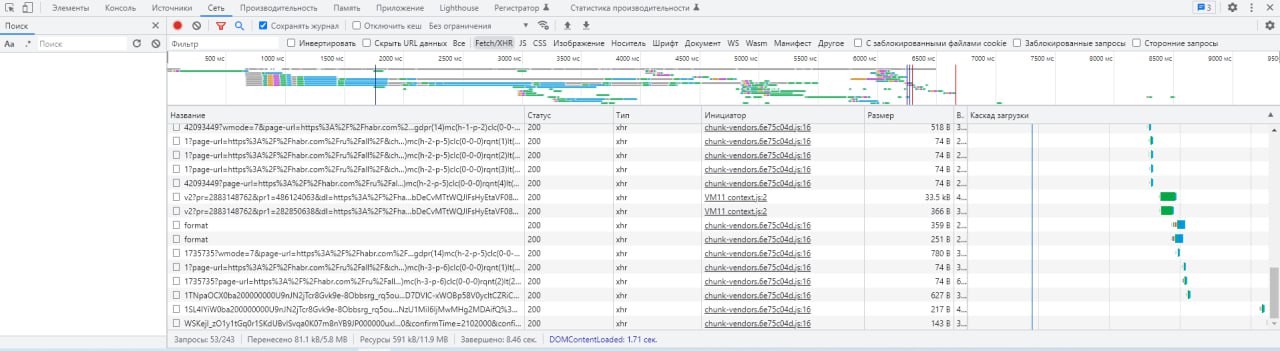 Элементы Консоль Источники Сеть Производительность Память Приложение Lighthouse Регистратор Статистика производительности 3
Поиск Сохранять журнал Отключить кеш Без ограничения
Aa .* Поиск Фильтр Инвертировать Скрыть URL данных Все Fetch/XHR JS CSS Изображение Носитель Шрифт Документ WS Wasm Манифест Другое С заблокированными файлами cookie Заблокированные запросы Сторонние запросы
500 мс 1000 мс 1500 мс 2000 мс 2500 мс 3000 мс 3500 мс 4000 мс 4500 мс 5000 мс 5500 мс 6000 мс 6500 мс 7000 мс 7500 мс 8000 мс 8500 мс 9000 мс 950
Название Статус Тип Инициатор Размер В.. Каскад загрузки
42093449?wmode=7&page-url=https%3A%2F%2Fhabr.com%2...gdpr(14)mc(h-1-p-2)clc(0-0-... 200 xhr chunk-vendors.6e75c04d.js:16 518 B 3...
1?page-url=https%3A%2F%2Fhabr.com%2Fru%2Fall%2F&ch...)mc(h-2-p-5)clc(0-0-0)rqnt(1)lt(... 200 xhr chunk-vendors.6e75c04d.js:16 74 B 2...
1?page-url=https%3A%2F%2Fhabr.com%2Fru%2Fall%2F&ch...)mc(h-2-p-5)clc(0-0-0)rqnt(2)lt(... 200 xhr chunk-vendors.6e75c04d.js:16 74 B 3...
1?page-url=https%3A%2F%2Fhabr.com%2Fru%2Fall%2F&ch...)mc(h-2-p-5)clc(0-0-0)rqnt(3)lt(... 200 xhr chunk-vendors.6e75c04d.js:16 74 B 3...
42093449?page-url=https%3A%2F%2Fhabr.com%2Fru%2Fal...)mc(h-2-p-5)clc(0-0-0)rqnt(4)lt(... 200 xhr chunk-vendors.6e75c04d.js:16 74 B 2...
v2?pr=2883148762&pr1=486124063&dl=https%3A%2F%2Fha... 200 xhr VM11 context.js:2 33.5 kB 4...
v2?pr=2883148762&pr1=282850638&dl=https%3A%2F%2Fha... 200 xhr VM11 context.js:2 366 B 3...
format 200 xhr chunk-vendors.6e75c04d.js:16 359 B 2...
format 200 xhr chunk-vendors.6e75c04d.js:16 251 B 2...
1735735?wmode=7&page-url=https%3A%2F%2Fhabr.com%2F...)mc(h-2-p-5)clc(0-0-0... 200 xhr chunk-vendors.6e75c04d.js:16 780 B 3...
1?page-url=https%3A%2F%2Fhabr.com%2Fru%2Fall%2F&ch...)mc(h-3-p-6)clc(0-0-0)rqnt(1)lt(... 200 xhr chunk-vendors.6e75c04d.js:16 74 B 3...
1735735?page-url=https%3A%2F%2Fhabr.com%2Fru%2Fall...)mc(h-3-p-6)clc(0-0-0)rqnt(2)lt(2... 200 xhr chunk-vendors.6e75c04d.js:16 74 B 6...
200 xhr chunk-vendors.6e75c04d.js:16 627 B 3...
200 xhr chunk-vendors.6e75c04d.js:16 217 B 4...
200 xhr chunk-vendors.6e75c04d.js:16 143 B 3...
Запросы: 53/243 Перенесено 81.1 kB/5.8 MB Ресурсы 591 kB/11.9 MB Завершено: 8.46 сек. DOMContentLoaded: 1.71 сек.